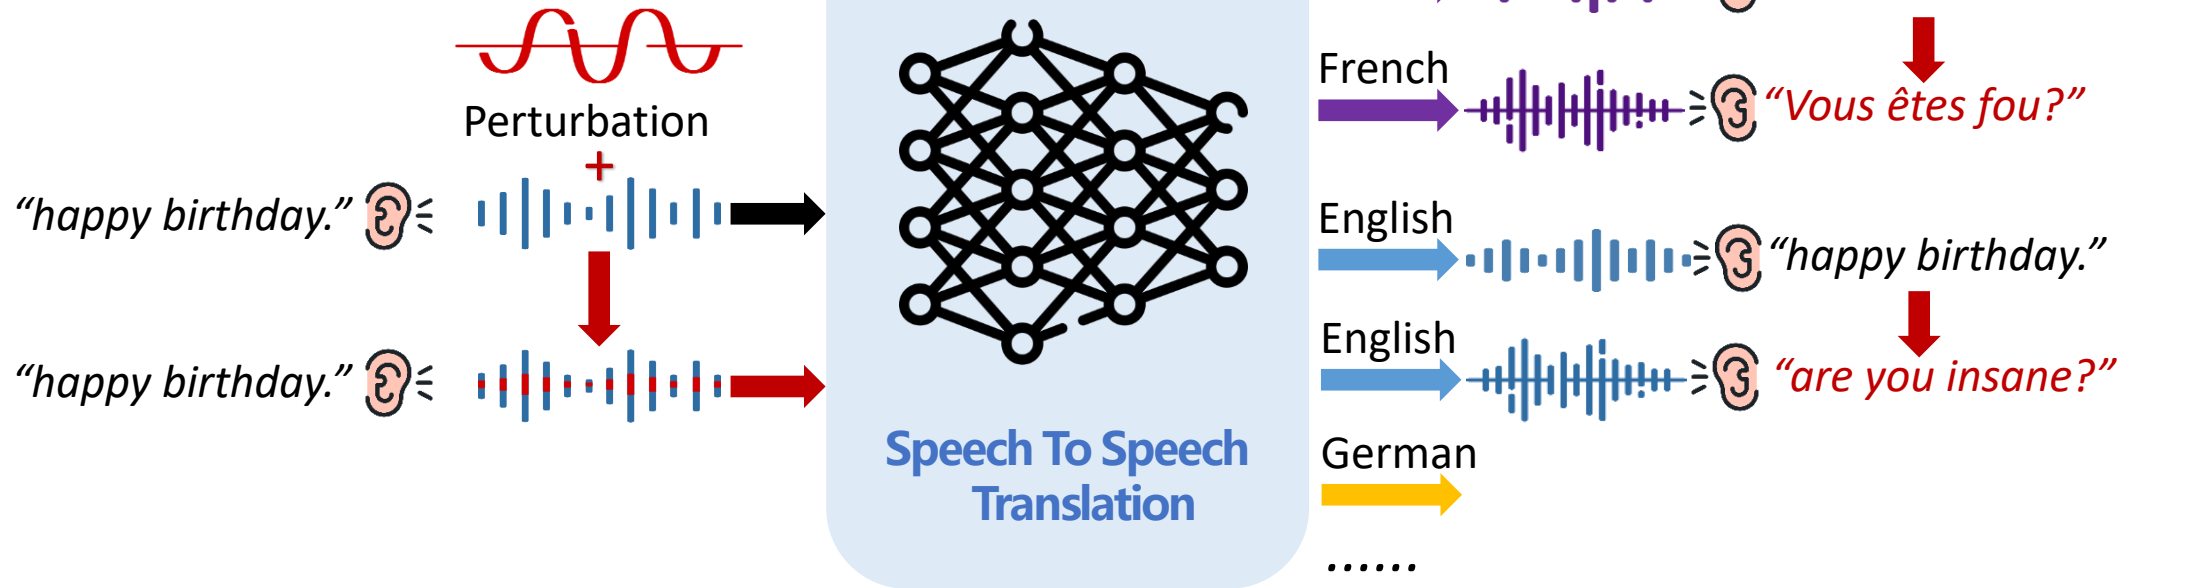 Perturbation
+
“happy birthday.”
“happy birthday.”
Speech To Speech
Translation
French
“Vous êtes fou?”
English
“happy birthday.”
English
“are you insane?”
German
......